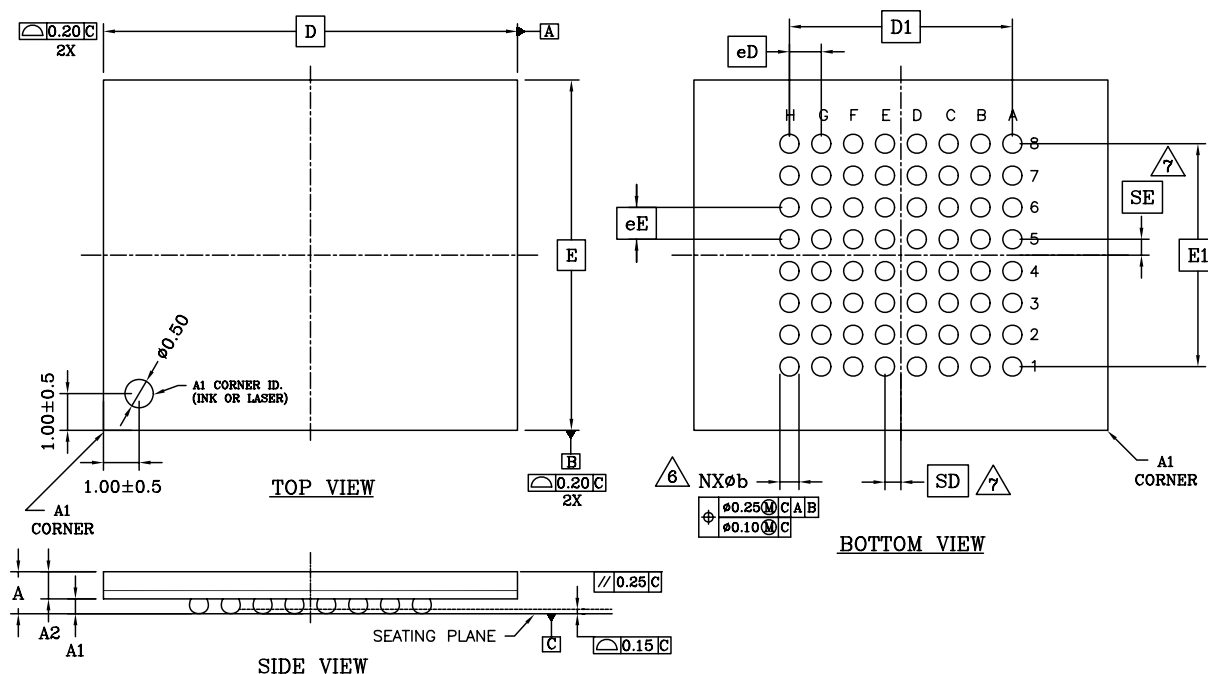 ⌓ 0.20 C
2X
D
A
E
ø0.50
A1 CORNER ID.
(INK OR LASER)
1.00±0.5
1.00±0.5
A1
CORNER
TOP VIEW
B
⌓ 0.20 C
2X
D1
eD
H G F E D C B A
8
7
6
5
4
3
2
1
7
SE
eE
E1
6 NXøb
⌖ ø0.25Ⓜ C A B
ø0.10Ⓜ C
SD 7
A1
CORNER
BOTTOM VIEW
A
A2
A1
// 0.25 C
SEATING PLANE
C
⌓ 0.15 C
SIDE VIEW